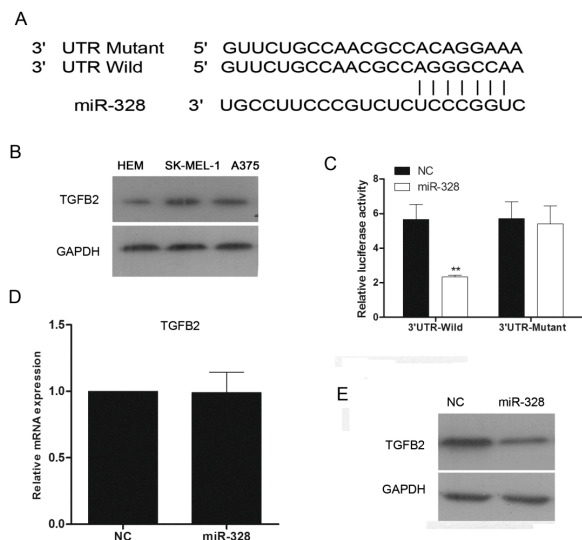 A
3' UTR Mutant 5' GUUCUGCCAACGCCACAGGAAA
3' UTR Wild 5' GUUCUGCCAACGCCAGGGCCAA
miR-328 3' UGCCUUCCCGUCUCUCCCGGUC
B
HEM SK-MEL-1 A375
TGFB2
GAPDH
C
NC
miR-328
Relative luciferase activity
8
6
4
2
0
**
3'UTR-Wild 3'UTR-Mutant
D
TGFB2
Relative mRNA expression
1.5
1.0
0.5
0.0
NC miR-328
E
NC miR-328
TGFB2
GAPDH